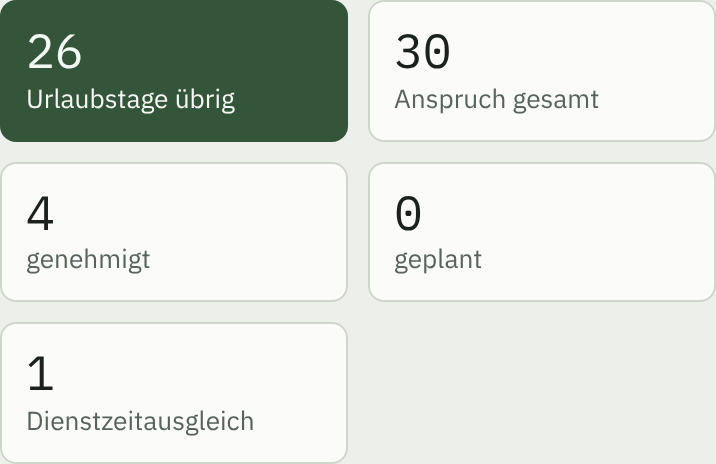 26
Urlaubstage übrig
30
Anspruch gesamt
4
genehmigt
0
geplant
1
Dienstzeitausgleich